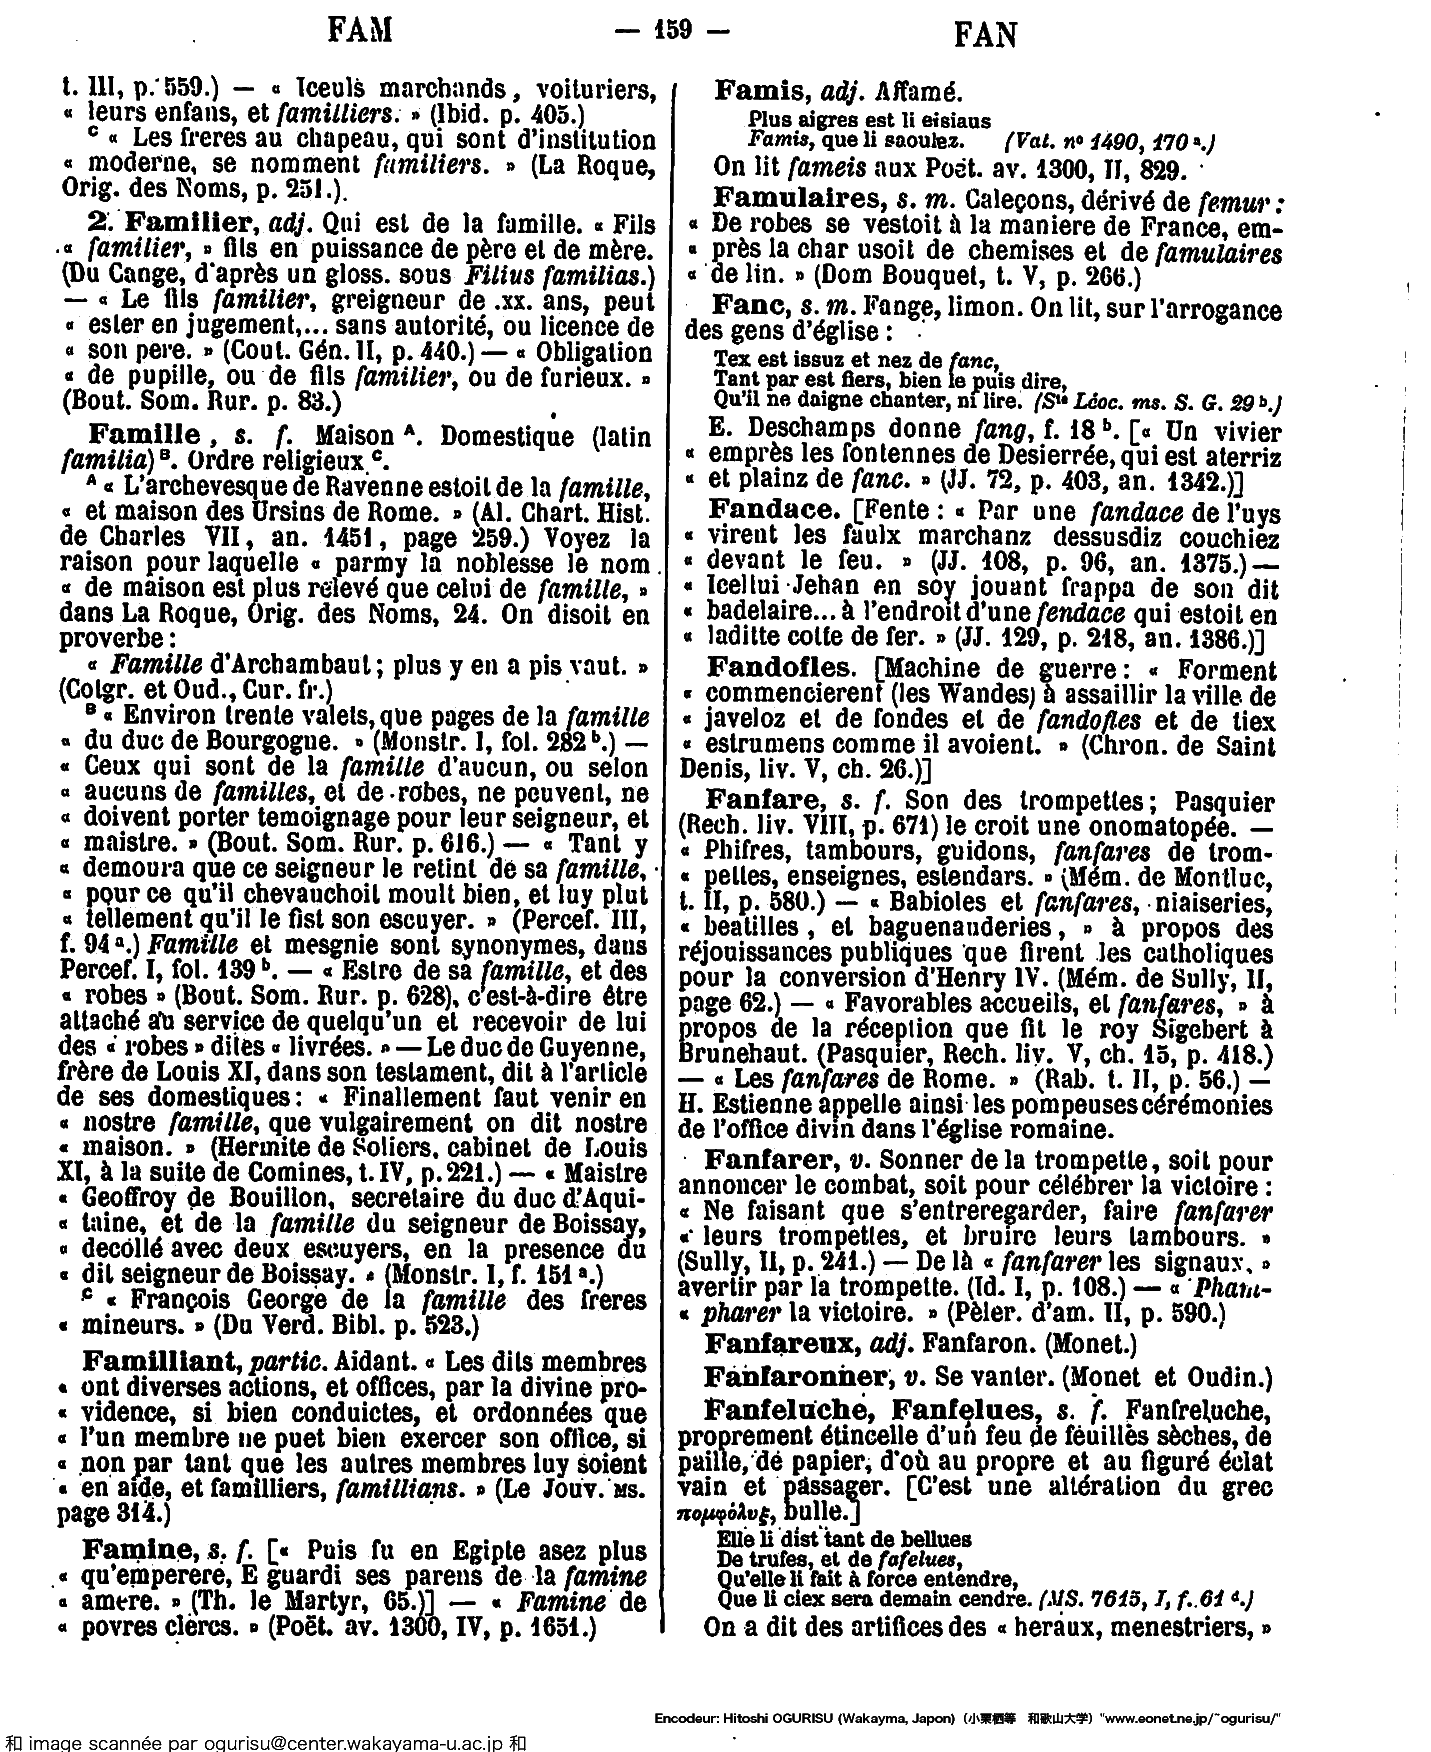 FAM
— 159 —
FAN
t. III, p. 559.) — « Iceuls marchands, voituriers,
« leurs enfans, et familliers. » (Ibid. p. 405.)
C « Les freres au chapeau, qui sont d'institution
« moderne, se nomment familiers. » (La Roque,
Orig. des Noms, p. 251.).
2. Familier, adj. Qui est de la famille. « Fils
« familier, » fils en puissance de père et de mère.
(Du Cange, d'après un gloss. sous Filius familias.)
— « Le fils familier, greigneur de .xx. ans, peut
« ester en jugement,... sans autorité, ou licence de
« son pere. » (Cout. Gén. II, p. 440.) — « Obligation
« de pupille, ou de fils familier, ou de furieux. »
(Bout. Som. Rur. p. 83.)
Famille, s. f. Maison A. Domestique (latin
familia) B. Ordre religieux C.
A « L'archevesque de Ravenne estoit de la famille,
« et maison des Ursins de Rome. » (Al. Chart. Hist.
de Charles VII, an. 1451, page 259.) Voyez la
raison pour laquelle « parmy la noblesse le nom
« de maison est plus relevé que celui de famille, »
dans La Roque, Orig. des Noms, 24. On disoit en
proverbe :
« Famille d'Archambaut ; plus y en a pis vaut. »
(Cotgr. et Oud., Cur. fr.)
B « Environ trente valets, que pages de la famille
« du duc de Bourgogne. » (Monstr. I, fol. 282 b.) —
« Ceux qui sont de la famille d'aucun, ou selon
« aucuns de familles, et de robes, ne peuvent, ne
« doivent porter temoignage pour leur seigneur, et
« maistre. » (Bout. Som. Rur. p. 616.) — « Tant y
« demoura que ce seigneur le retint de sa famille,
« pour ce qu'il chevauchoit moult bien, et luy plut
« tellement qu'il le fist son escuyer. » (Percef. III,
f. 94 a.) Famille et mesgnie sont synonymes, dans
Percef. I, fol. 139 b. — « Estre de sa famille, et des
« robes » (Bout. Som. Rur. p. 628), c'est-à-dire être
attaché au service de quelqu'un et recevoir de lui
des « robes » dites « livrées. » — Le duc de Guyenne,
frère de Louis XI, dans son testament, dit à l'article
de ses domestiques : « Finallement faut venir en
« nostre famille, que vulgairement on dit nostre
« maison. » (Hermite de Soliers, cabinet de Louis
XI, à la suite de Comines, t. IV, p. 221.) — « Maistre
« Geoffroy de Bouillon, secretaire du duc d'Aqui-
« taine, et de la famille du seigneur de Boissay,
« decollé avec deux escuyers, en la presence du
« dit seigneur de Boissay. » (Monstr. I, f. 151 a.)
C « François George de la famille des freres
« mineurs. » (Du Verd. Bibl. p. 523.)
Familliant, partic. Aidant. « Les dits membres
« ont diverses actions, et offices, par la divine pro-
« vidence, si bien conduictes, et ordonnées que
« l'un membre ne puet bien exercer son office, si
« non par tant que les autres membres luy soient
« en aide, et familliers, famillians. » (Le Jouv. MS.
page 314.)
Famine, s. f. [« Puis fu en Egipte asez plus
« qu'emperere, E guardi ses parens de la famine
« amere. » (Th. le Martyr, 65.)] — « Famine de
« povres clercs. » (Poët. av. 1300, IV, p. 1651.)
Famis, adj. Affamé.
Plus aigres est li eisiaus
Famis, que li saoulez. (Vat. nº 1490, 170 a.)
On lit fameis aux Poët. av. 1300, II, 829.
Famulaires, s. m. Caleçons, dérivé de femur :
« De robes se vestoit à la maniere de France, em-
« près la char usoit de chemises et de famulaires
« de lin. » (Dom Bouquet, t. V, p. 266.)
Fanc, s. m. Fange, limon. On lit, sur l'arrogance
des gens d'église :
Tex est issuz et nez de fanc,
Tant par est fiers, bien le puis dire,
Qu'il ne daigne chanter, ni lire. (Ste Léoc. ms. S. G. 29 b.)
E. Deschamps donne fang, f. 18 b. [« Un vivier
« emprès les fontennes de Desierrée, qui est aterriz
« et plainz de fanc. » (JJ. 72, p. 403, an. 1342.)]
Fandace. [Fente : « Par une fandace de l'uys
« virent les faulx marchanz dessusdiz couchiez
« devant le feu. » (JJ. 108, p. 96, an. 1375.) —
« Icellui Jehan en soy jouant frappa de son dit
« badelaire... à l'endroit d'une fendace qui estoit en
« laditte cotte de fer. » (JJ. 129, p. 218, an. 1386.)]
Fandofles. [Machine de guerre : « Forment
« commencierent (les Wandes) à assaillir la ville de
« javeloz et de fondes et de fandofles et de tiex
« estrumens comme il avoient. » (Chron. de Saint
Denis, liv. V, ch. 26.)]
Fanfare, s. f. Son des trompettes ; Pasquier
(Rech. liv. VIII, p. 671) le croit une onomatopée. —
« Phifres, tambours, guidons, fanfares de trom-
« pettes, enseignes, estendars. » (Mém. de Montluc,
t. II, p. 580.) — « Babioles et fanfares, niaiseries,
« beatilles, et baguenauderies, » à propos des
réjouissances publiques que firent les catholiques
pour la conversion d'Henry IV. (Mém. de Sully, II,
page 62.) — « Favorables accueils, et fanfares, » à
propos de la réception que fit le roy Sigebert à
Brunehaut. (Pasquier, Rech. liv. V, ch. 15, p. 418.)
— « Les fanfares de Rome. » (Rab. t. II, p. 56.) —
H. Estienne appelle ainsi les pompeuses cérémonies
de l'office divin dans l'église romaine.
Fanfarer, v. Sonner de la trompette, soit pour
annoncer le combat, soit pour célébrer la victoire :
« Ne faisant que s'entreregarder, faire fanfarer
« leurs trompettes, et bruire leurs tambours. »
(Sully, II, p. 241.) — De là « fanfarer les signaux, »
avertir par la trompette. (Id. I, p. 108.) — « Pham-
« pharer la victoire. » (Pèler. d'am. II, p. 590.)
Fanfareux, adj. Fanfaron. (Monet.)
Fanfaronner, v. Se vanter. (Monet et Oudin.)
Fanfeluche, Fanfelues, s. f. Fanfreluche,
proprement étincelle d'un feu de feuilles sèches, de
paille, de papier, d'où au propre et au figuré éclat
vain et passager. [C'est une altération du grec
πομφόλυξ, bulle.]
Elle li dist tant de bellues
De trufes, et de fafelues,
Qu'elle li fait à force entendre,
Que li ciex sera demain cendre. (MS. 7615, I, f. 61 d.)
On a dit des artifices des « heraux, menestriers, »
Encodeur: Hitoshi OGURISU (Wakayma, Japon) (小栗栖等 和歌山大学) "www.eonet.ne.jp/~ogurisu/"
和 image scannée par ogurisu@center.wakayama-u.ac.jp 和